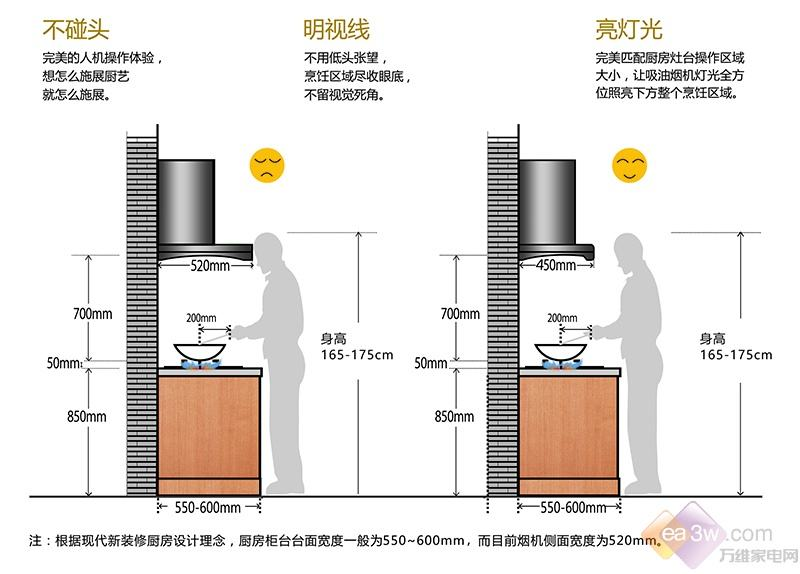 不碰头
完美的人机操作体验，
想怎么施展厨艺
就怎么施展。
明视线
不用低头张望，
烹饪区域尽收眼底，
不留视觉死角。
亮灯光
完美匹配厨房灶台操作区域
大小，让吸油烟机灯光全方
位照亮下方整个烹饪区域。
520mm
700mm
200mm
身高
165-175cm
50mm
850mm
550-600mm
450mm
700mm
200mm
身高
165-175cm
50mm
850mm
550-600mm
注：根据现代新装修厨房设计理念，厨房柜台台面宽度一般为550~600mm，而目前烟机侧面宽度为520mm。
ea3w.com
万维家电网